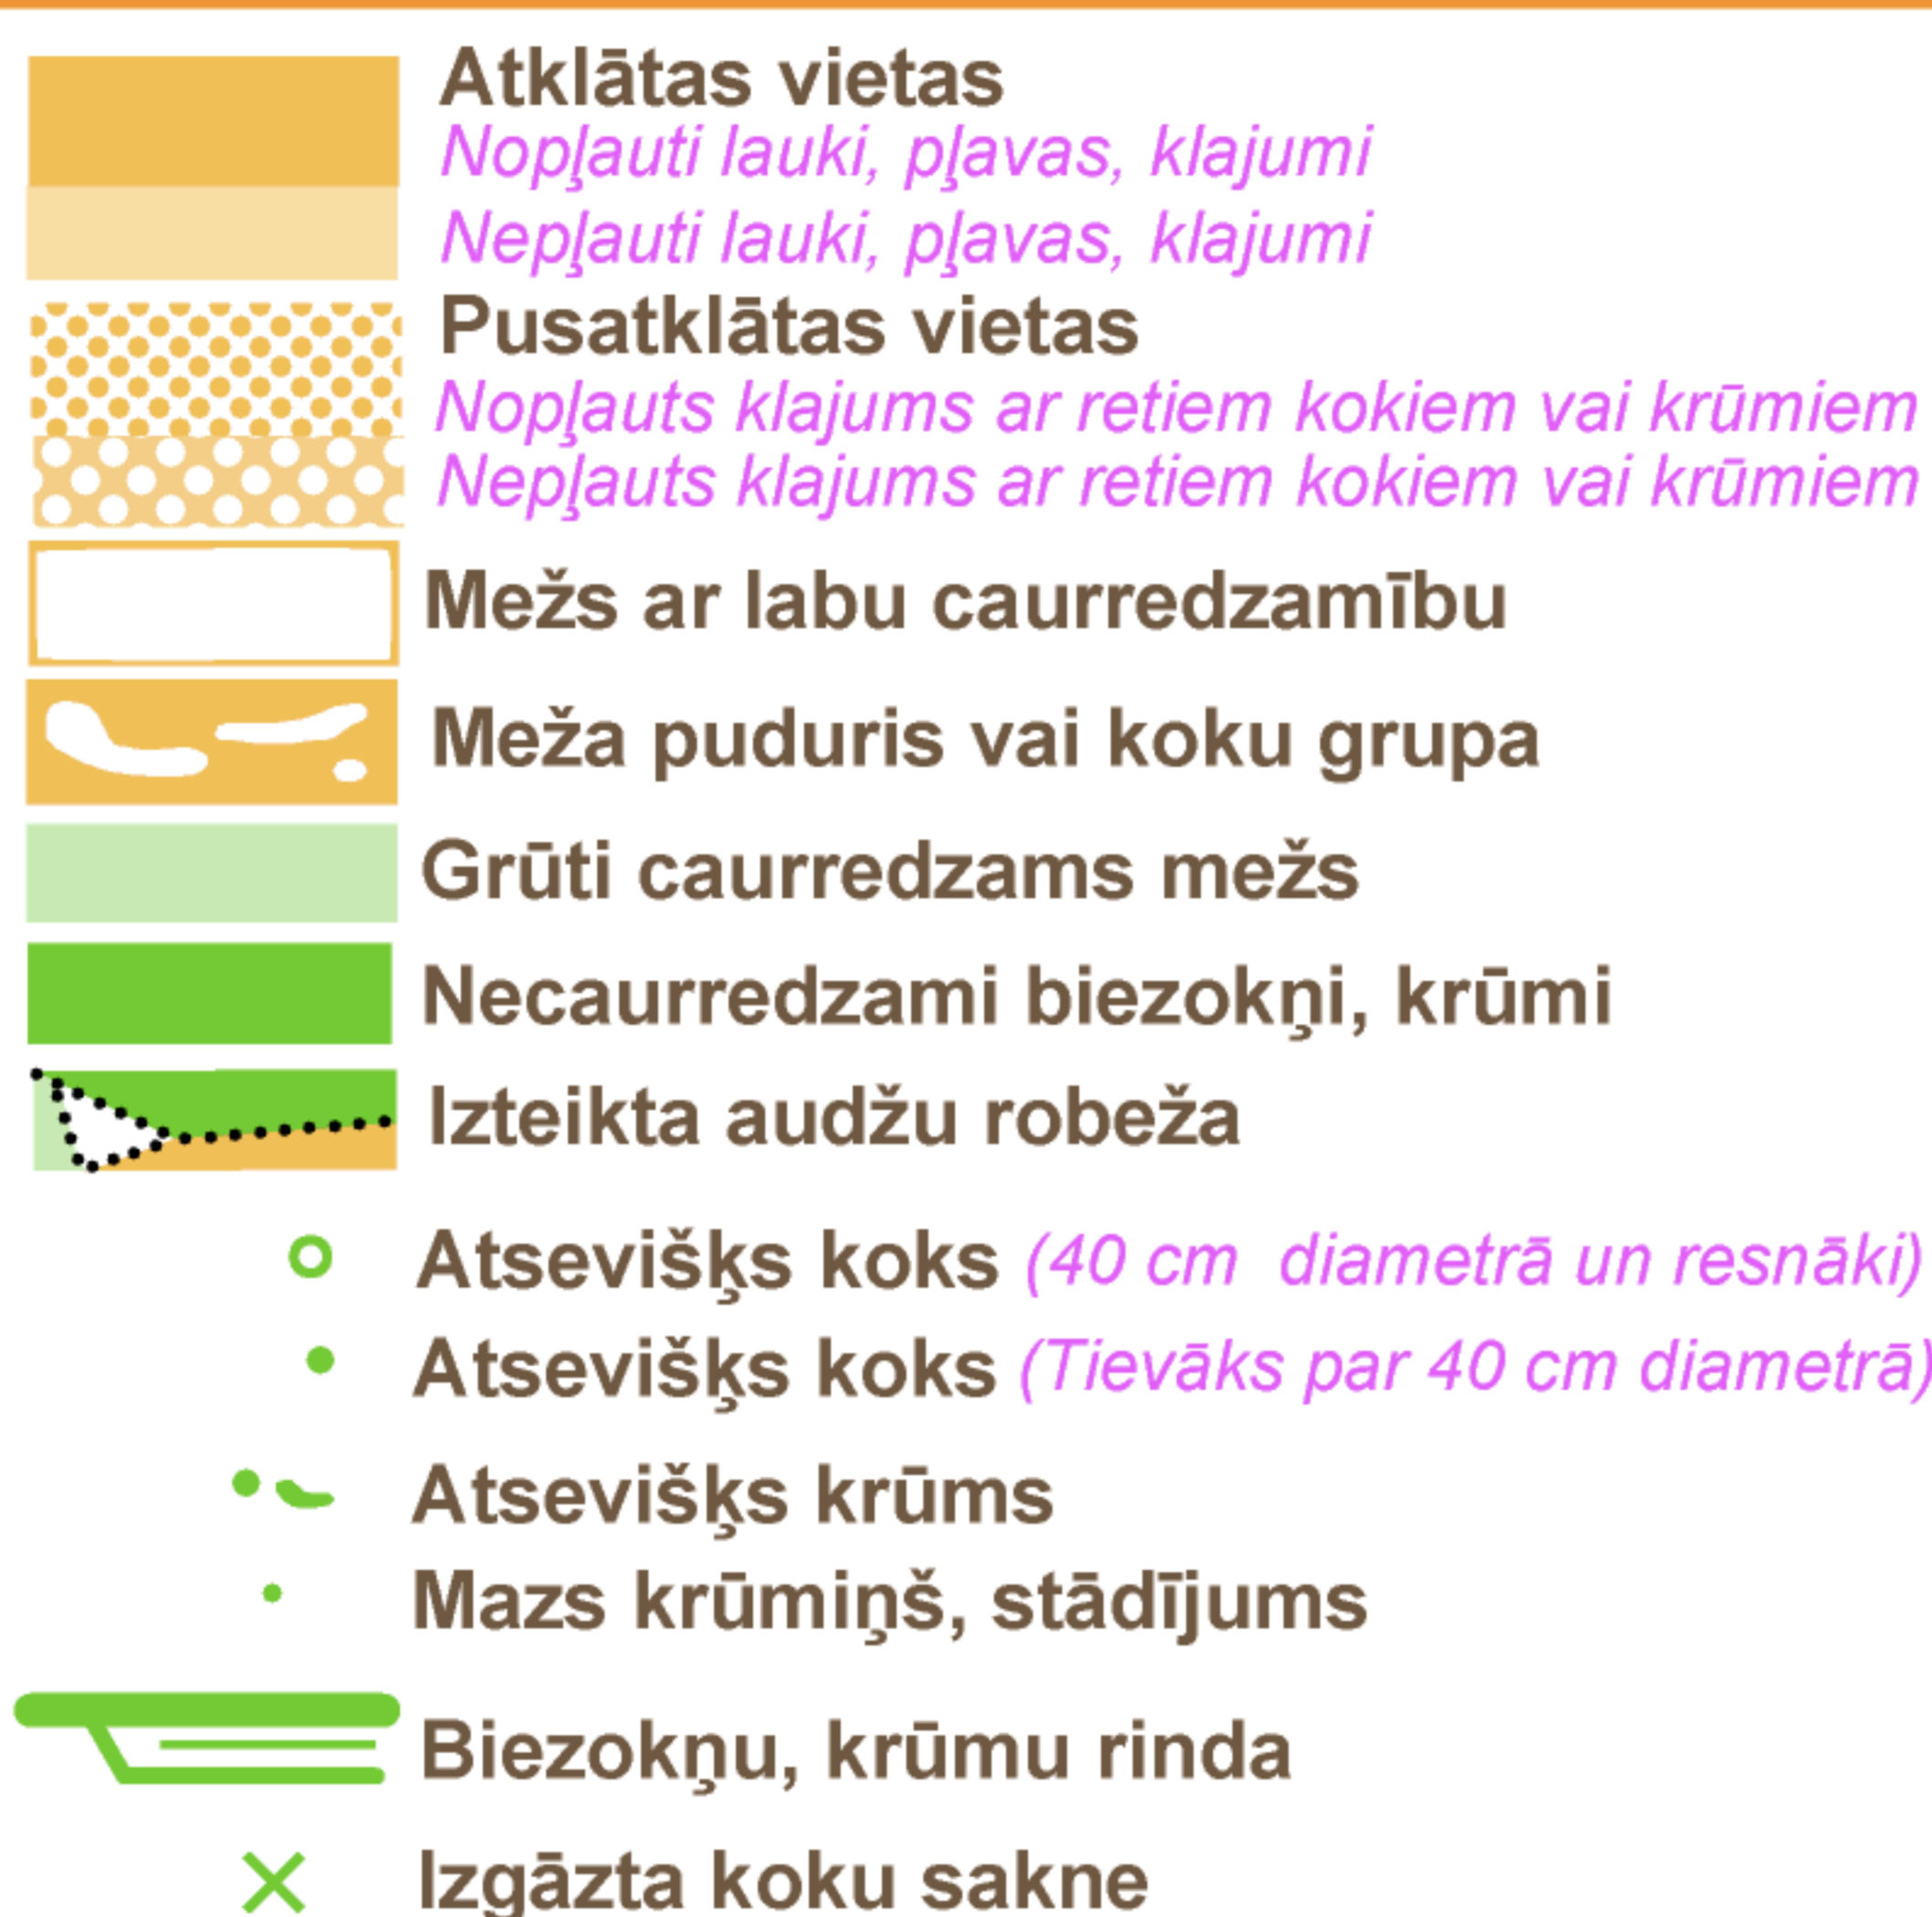 Atklātas vietas
Nopļauti lauki, pļavas, klajumi
Nepļauti lauki, pļavas, klajumi
Pusatklātas vietas
Nopļauts klajums ar retiem kokiem vai krūmiem
Nepļauts klajums ar retiem kokiem vai krūmiem
Mežs ar labu caurredzamību
Meža puduris vai koku grupa
Grūti caurredzams mežs
Necaurredzami biezokņi, krūmi
Izteikta audžu robeža
Atsevišķs koks (40 cm diametrā un resnāki)
Atsevišķs koks (Tievāks par 40 cm diametrā)
Atsevišķs krūms
Mazs krūmiņš, stādījums
Biezokņu, krūmu rinda
Izgāzta koku sakne